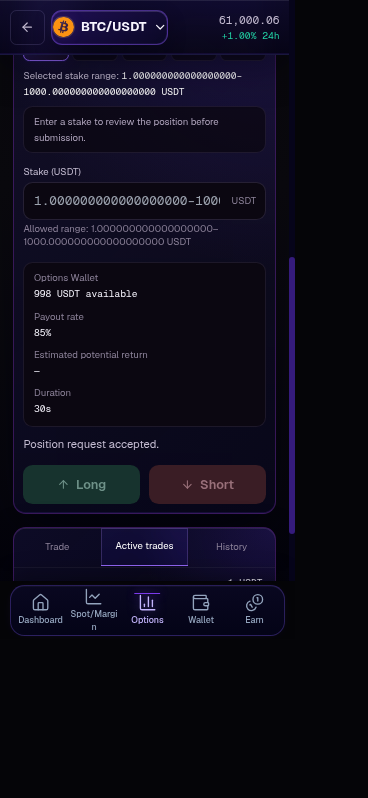 BTC/USDT
61,000.06
+1.00% 24h
Selected stake range: 1.000000000000000000–
1000.000000000000000000 USDT
Enter a stake to review the position before
submission.
Stake (USDT)
1.000000000000000000–100
USDT
Allowed range: 1.000000000000000000–
1000.000000000000000000 USDT
Options Wallet
998 USDT available
Payout rate
85%
Estimated potential return
—
Duration
30s
Position request accepted.
↑ Long
↓ Short
Trade
Active trades
History
1 USDT
Dashboard
Spot/Margi
n
Options
Wallet
Earn